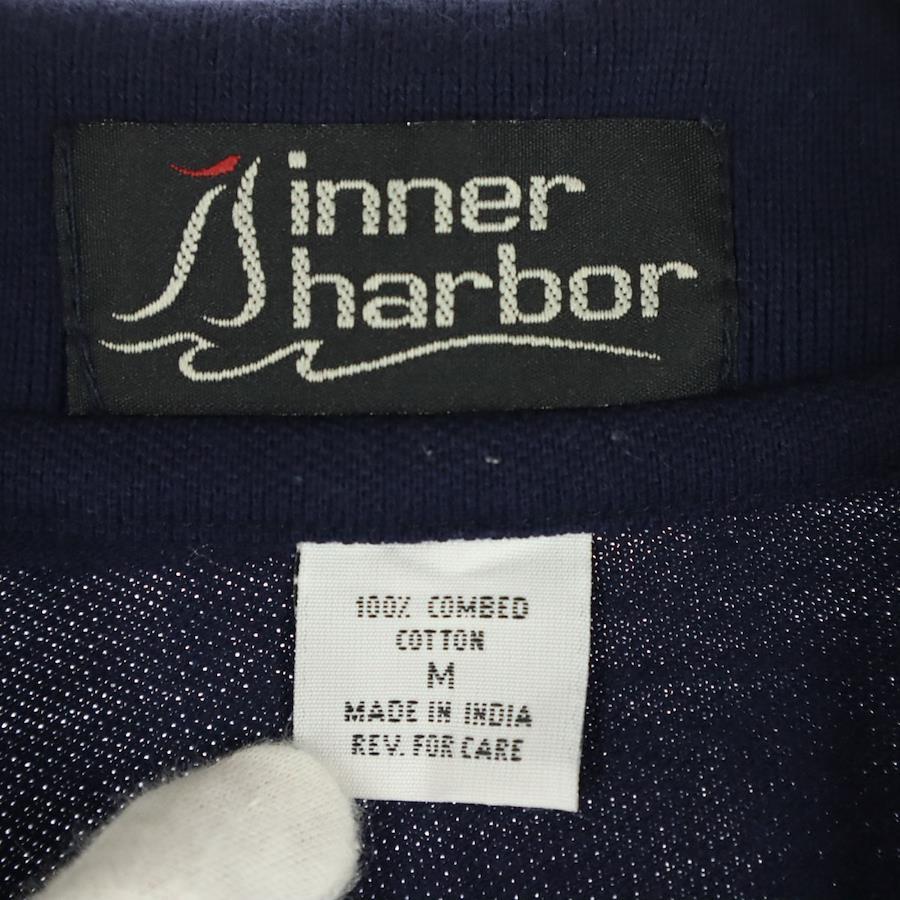 inner
harbor
100% COMBED
COTTON
M
MADE IN INDIA
REV. FOR CARE